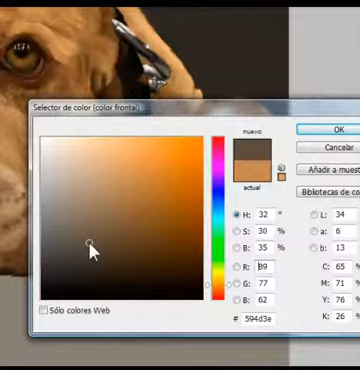 Selector de color (color frontal)
nuevo
actual
OK
Cancelar
Añadir a muest
Bibliotecas de co
H: 32 °
S: 30 %
B: 35 %
R: 89
G: 77
B: 62
# 594d3e
L: 34
a: 6
b: 13
C: 65 %
M: 71 %
Y: 76 %
K: 26 %
Sólo colores Web